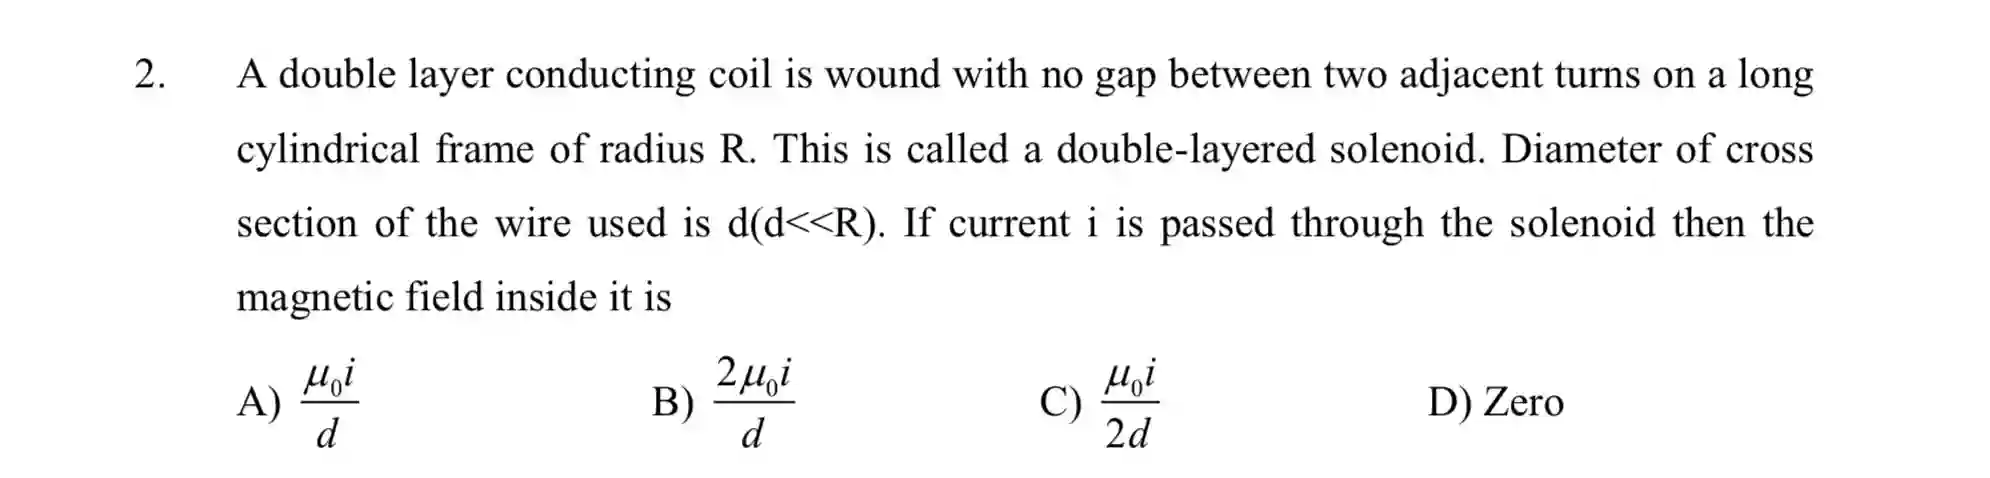 2. A double layer conducting coil is wound with no gap between two adjacent turns on a long
cylindrical frame of radius R. This is called a double-layered solenoid. Diameter of cross
section of the wire used is d(d<<R). If current i is passed through the solenoid then the
magnetic field inside it is
A) \frac{\mu_0 i}{d} B) \frac{2\mu_0 i}{d} C) \frac{\mu_0 i}{2d} D) Zero